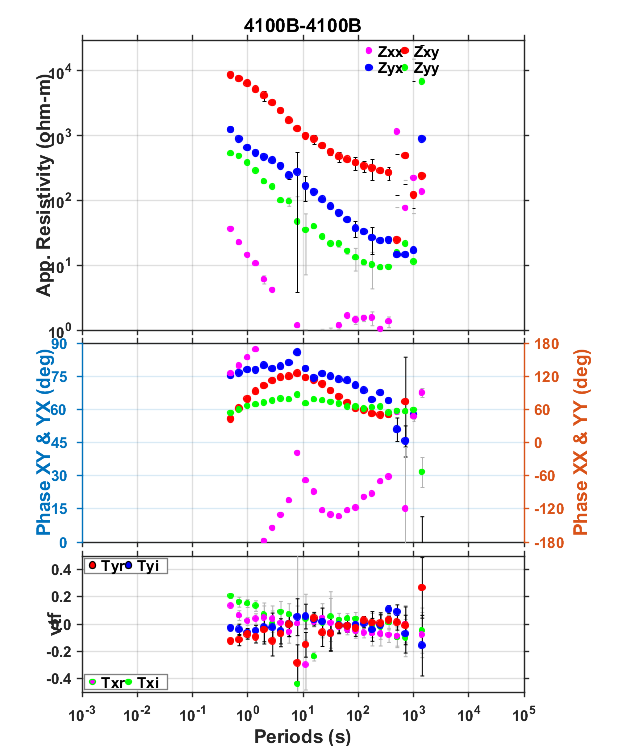 4100B-4100B
Zxx Zxy
Zyx Zyy
App. Resistivity (ohm-m)
10^4
10^3
10^2
10^1
10^0
Phase XY & YX (deg)
90
75
60
45
30
15
0
180
120
60
0
-60
-120
-180
Phase XX & YY (deg)
Tyr Tyi
0.4
0.2
0.0
-0.2
-0.4
Txr Txi
10^-3 10^-2 10^-1 10^0 10^1 10^2 10^3 10^4 10^5
Periods (s)